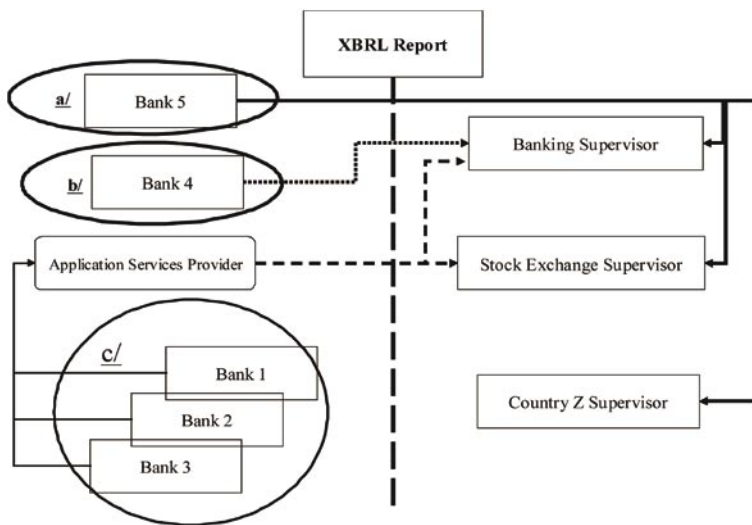 XBRL Report
a/
Bank 5
Banking Supervisor
b/
Bank 4
Application Services Provider
Stock Exchange Supervisor
c/
Bank 1
Bank 2
Bank 3
Country Z Supervisor